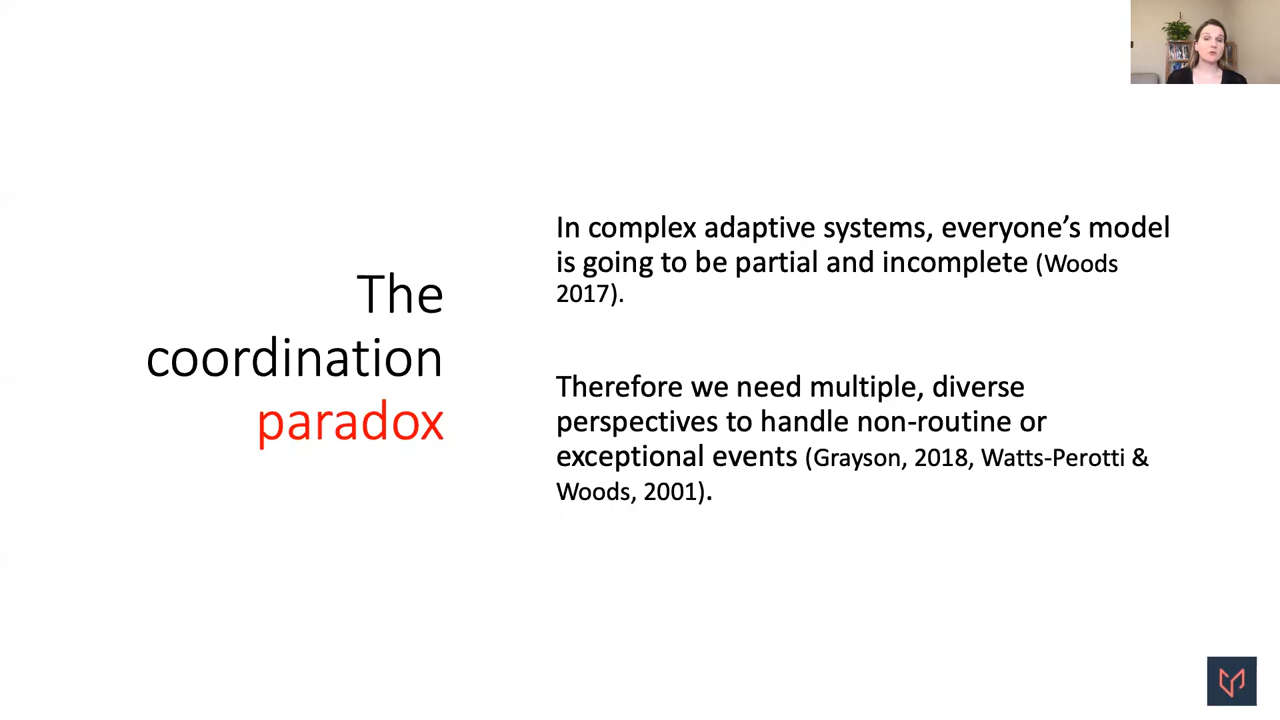 The
coordination
paradox
In complex adaptive systems, everyone’s model
is going to be partial and incomplete (Woods
2017).
Therefore we need multiple, diverse
perspectives to handle non-routine or
exceptional events (Grayson, 2018, Watts-Perotti &
Woods, 2001).